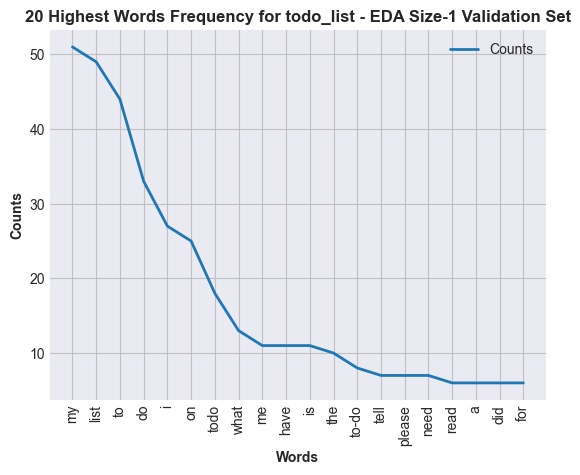 20 Highest Words Frequency for todo_list - EDA Size-1 Validation Set
Counts
50
40
30
20
10
Counts
my
list
to
do
i
on
todo
what
me
have
is
the
to-do
tell
please
need
read
a
did
for
Words